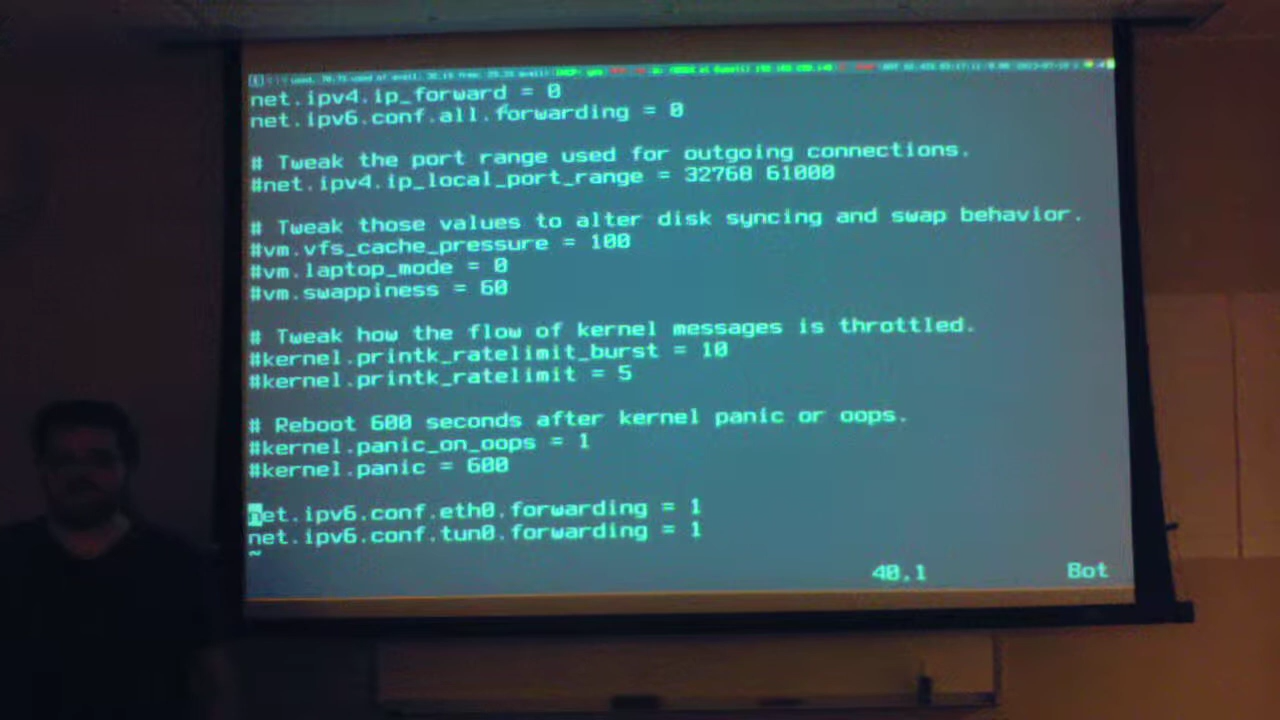 net.ipv4.ip_forward = 0
net.ipv6.conf.all.forwarding = 0
# Tweak the port range used for outgoing connections.
#net.ipv4.ip_local_port_range = 32768 61000
# Tweak those values to alter disk syncing and swap behavior.
#vm.vfs_cache_pressure = 100
#vm.laptop_mode = 0
#vm.swappiness = 60
# Tweak how the flow of kernel messages is throttled.
#kernel.printk_ratelimit_burst = 10
#kernel.printk_ratelimit = 5
# Reboot 600 seconds after kernel panic or oops.
#kernel.panic_on_oops = 1
#kernel.panic = 600
net.ipv6.conf.eth0.forwarding = 1
net.ipv6.conf.tun0.forwarding = 1
~
40,1 Bot